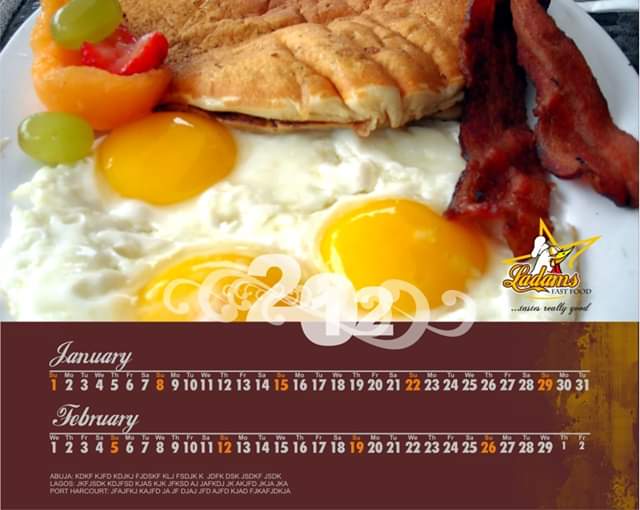 2012
Ladams
FAST FOOD
...tastes really good
January
Su Mo Tu We Th Fr Sa Su Mo Tu We Th Fr Sa Su Mo Tu We Th Fr Sa Su Mo Tu We Th Fr Sa Su Mo Tu
1 2 3 4 5 6 7 8 9 10 11 12 13 14 15 16 17 18 19 20 21 22 23 24 25 26 27 28 29 30 31
February
We Th Fr Sa Su Mo Tu We Th Fr Sa Su Mo Tu We Th Fr Sa Su Mo Tu We Th Fr Sa Su Mo Tu We Th Fr
1 2 3 4 5 6 7 8 9 10 11 12 13 14 15 16 17 18 19 20 21 22 23 24 25 26 27 28 29 1 2
ABUJA: KDKF KJFD KDJKJ FJDSKF KLJ FSDJK K JDFK DSK JSDKF JSDK
LAGOS: JKFJSDK KDJFSD KJAS KJK JFKSD AJ JAFKDJ JK AKJFD JKJA JKA
PORT HARCOURT: JFAJFKJ KAJFD JA JF DJAJ JFD AJFD KJAD FJKAFJDKJA